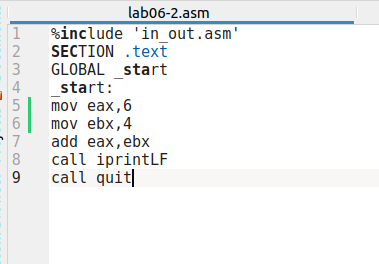 lab06-2.asm
1 %include 'in_out.asm'
2 SECTION .text
3 GLOBAL _start
4 _start:
5 mov eax,6
6 mov ebx,4
7 add eax,ebx
8 call iprintLF
9 call quit